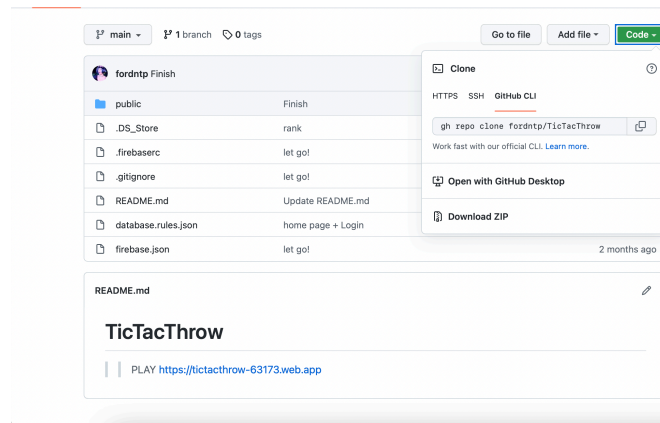 main
1 branch
0 tags
Go to file
Add file
Code
fordntp Finish
Clone
HTTPS SSH GitHub CLI
gh repo clone fordntp/TicTacThrow
Work fast with our official CLI. Learn more.
Open with GitHub Desktop
Download ZIP
public Finish
.DS_Store rank
.firebaserc let go!
.gitignore let go!
README.md Update README.md
database.rules.json home page + Login
firebase.json let go! 2 months ago
README.md
TicTacThrow
PLAY https://tictacthrow-63173.web.app